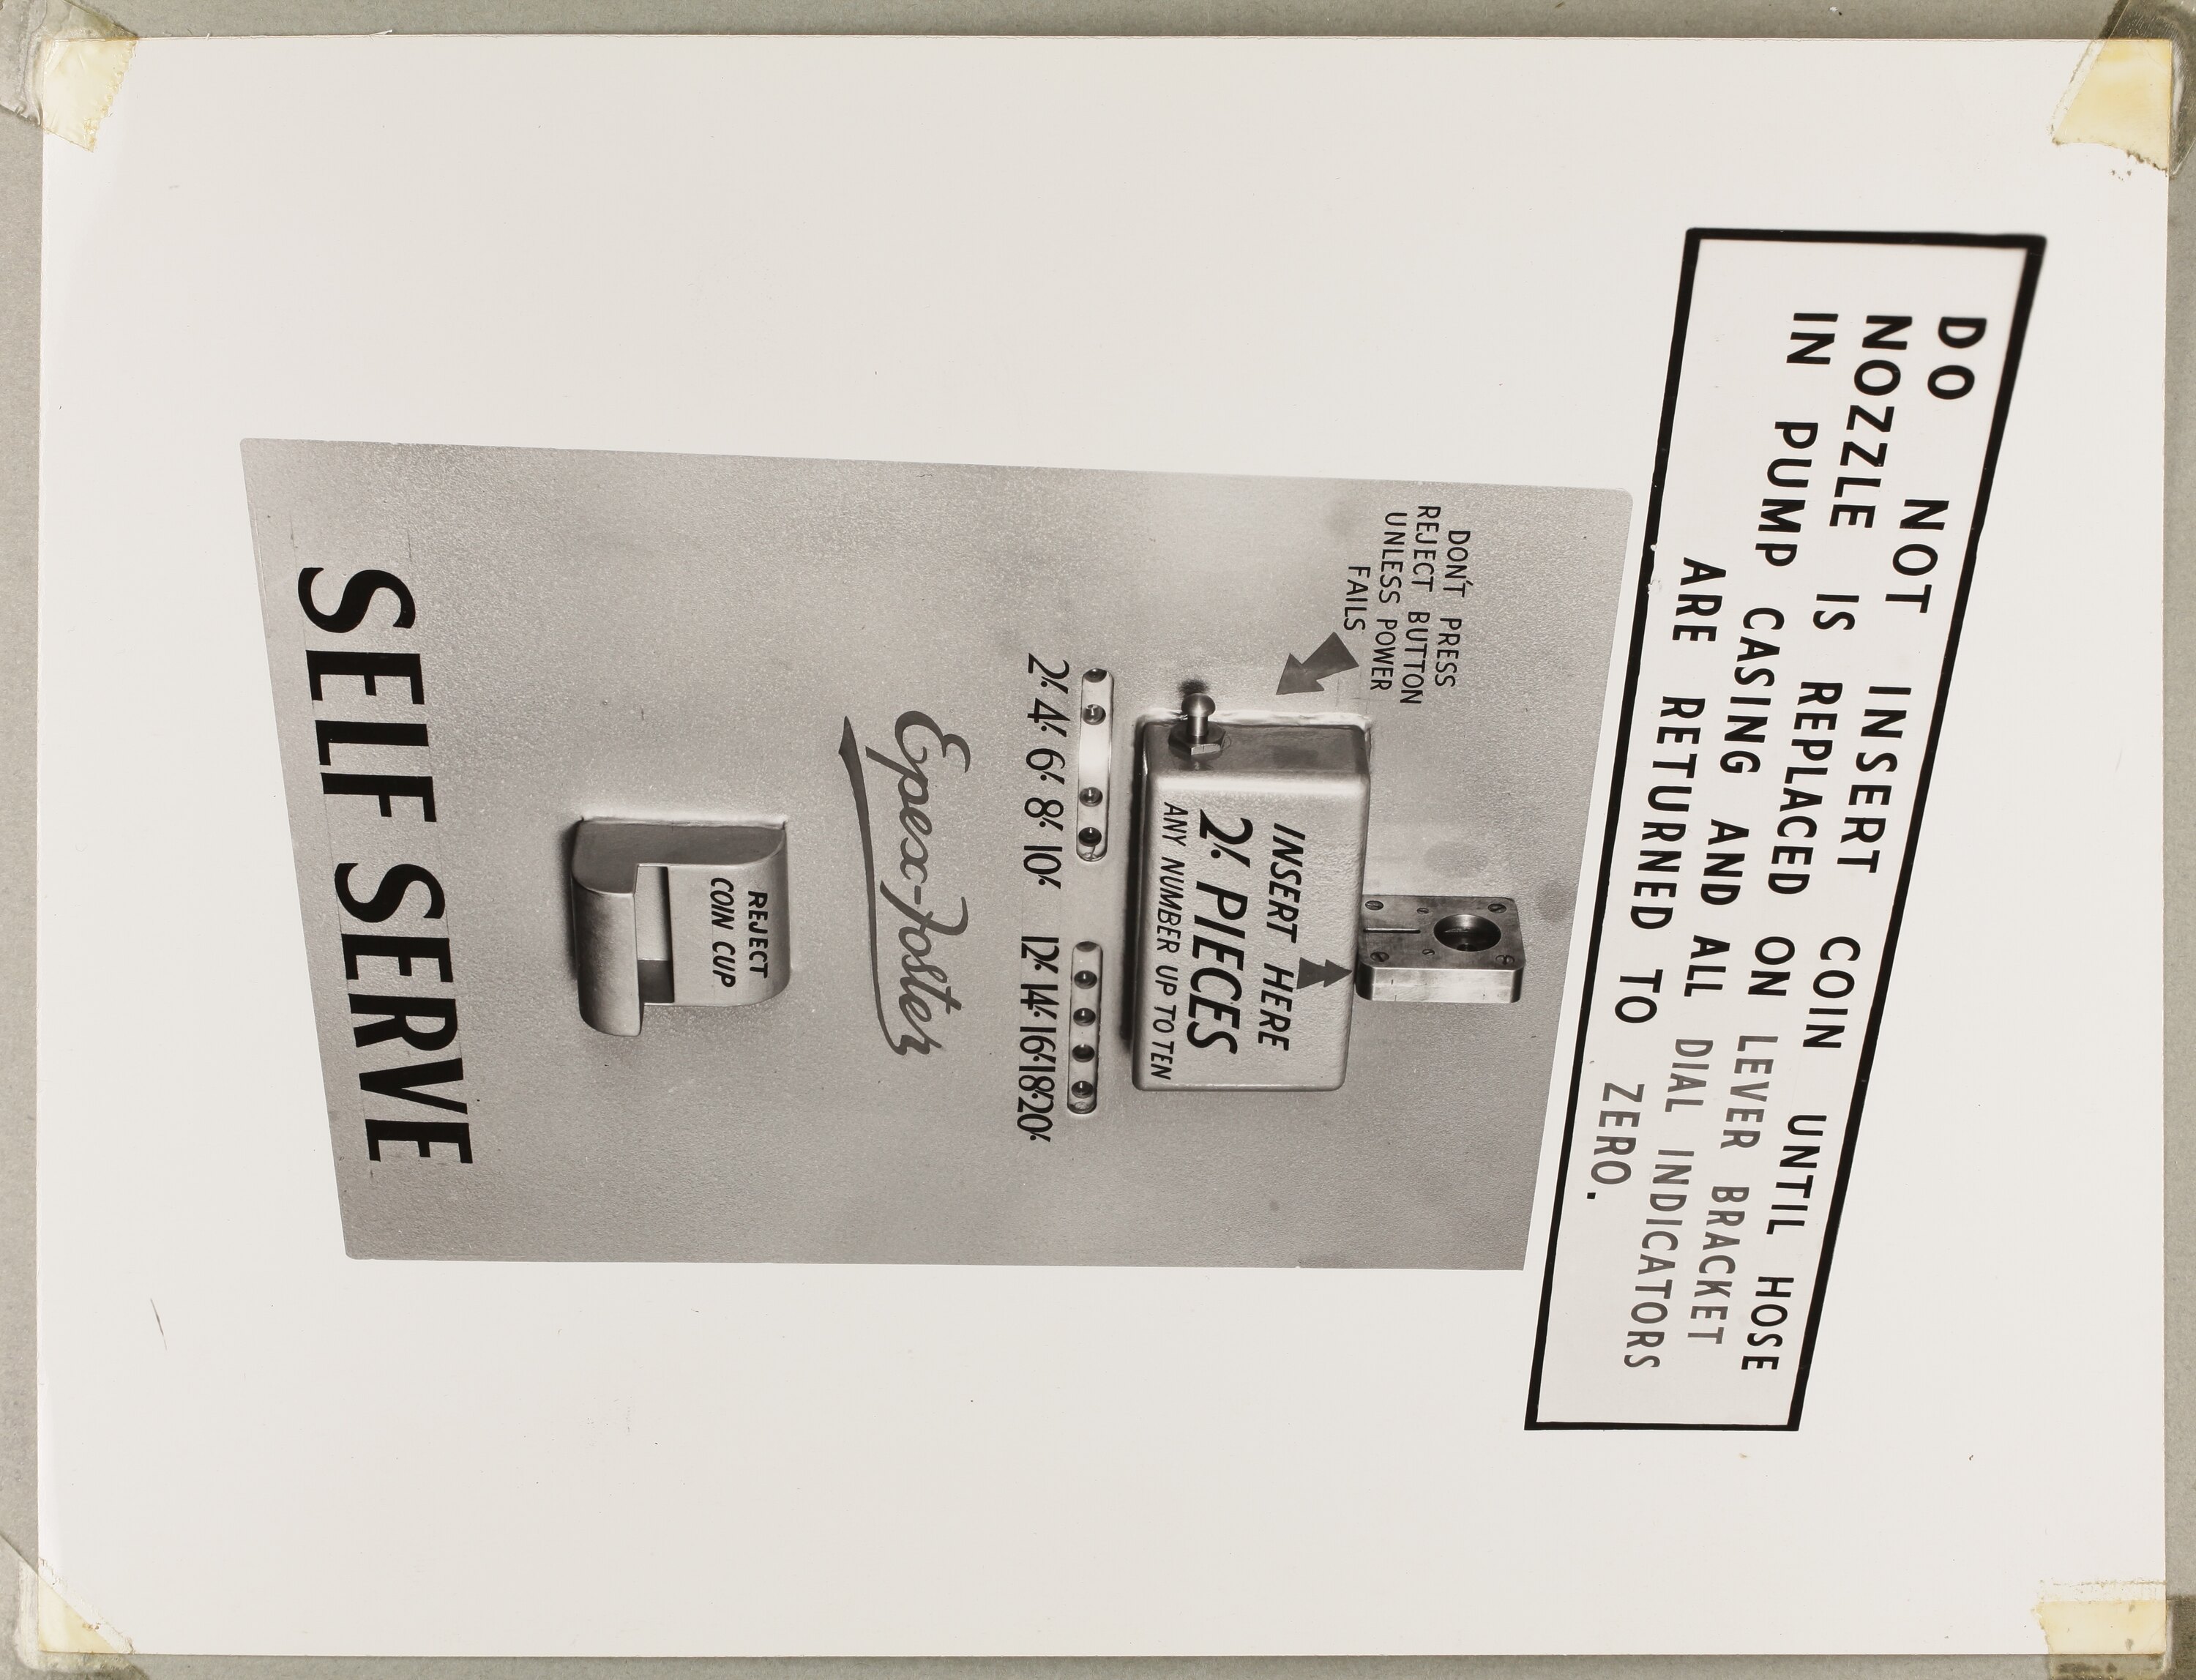 DO NOT INSERT COIN UNTIL HOSE
NOZZLE IS REPLACED ON LEVER BRACKET
IN PUMP CASING AND ALL DIAL INDICATORS
ARE RETURNED TO ZERO.
DON'T PRESS
REJECT BUTTON
UNLESS POWER
FAILS
INSERT HERE
2/- PIECES
ANY NUMBER UP TO TEN
2/- 4/- 6/- 8/- 10/- 12/- 14/- 16/- 18/- 20/-
Epex-Foster
REJECT
COIN CUP
SELF SERVE